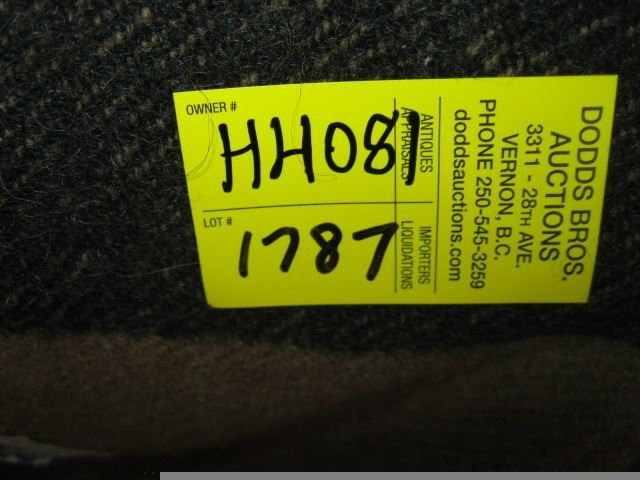 OWNER #
HH081
LOT #
1787
ANTIQUES
APPRAISALS
IMPORTERS
LIQUIDATIONS
DODDS BROS.
AUCTIONS
3311 - 28TH AVE.
VERNON, B.C.
PHONE 250-545-3259
doddsauctions.com